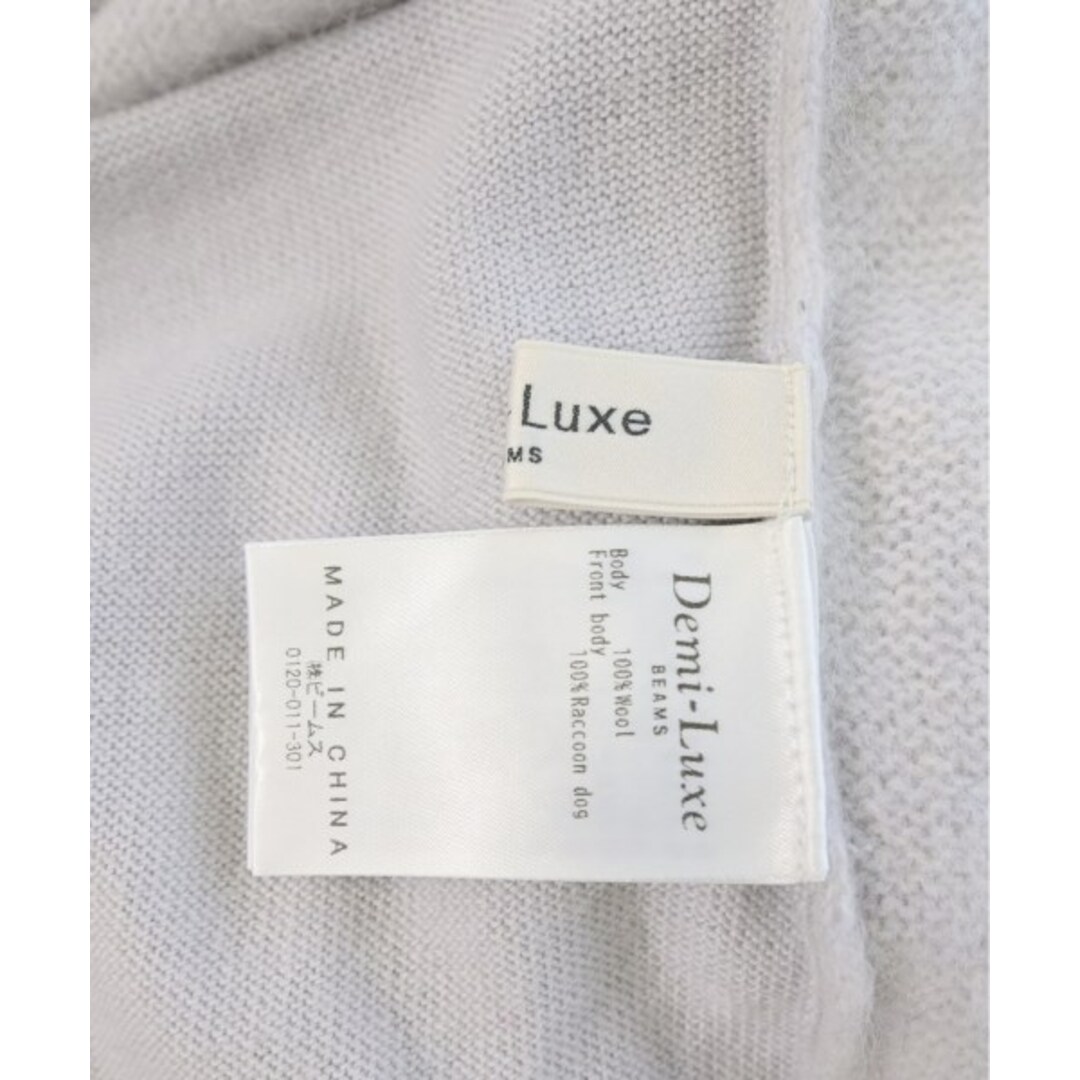 -Luxe
MS
Demi-Luxe
BEAMS
Body 100%Wool
Front body 100%Raccoon dog
MADE IN CHINA
㈱ビームス
0120-011-301